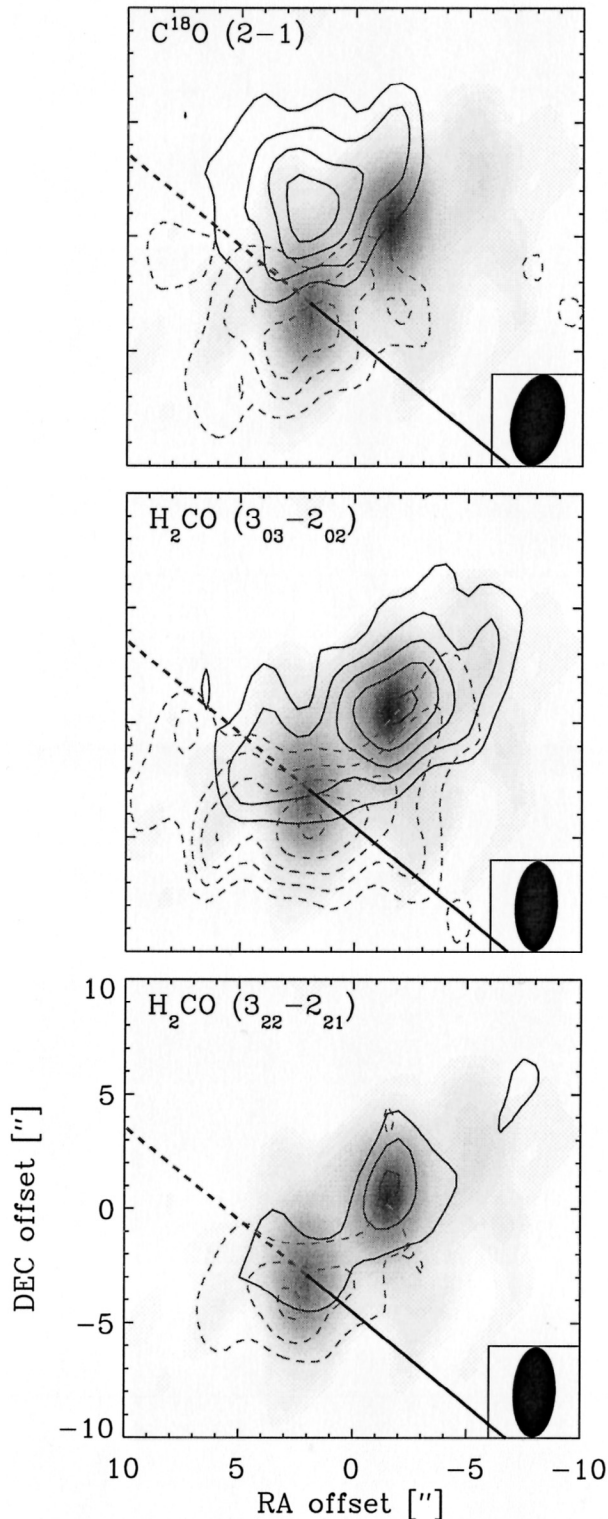 C¹⁸O (2−1)
H₂CO (3₀₃−2₀₂)
H₂CO (3₂₂−2₂₁)
10
5
0
−5
−10
DEC offset ["]
10 5 0 −5 −10
RA offset ["]